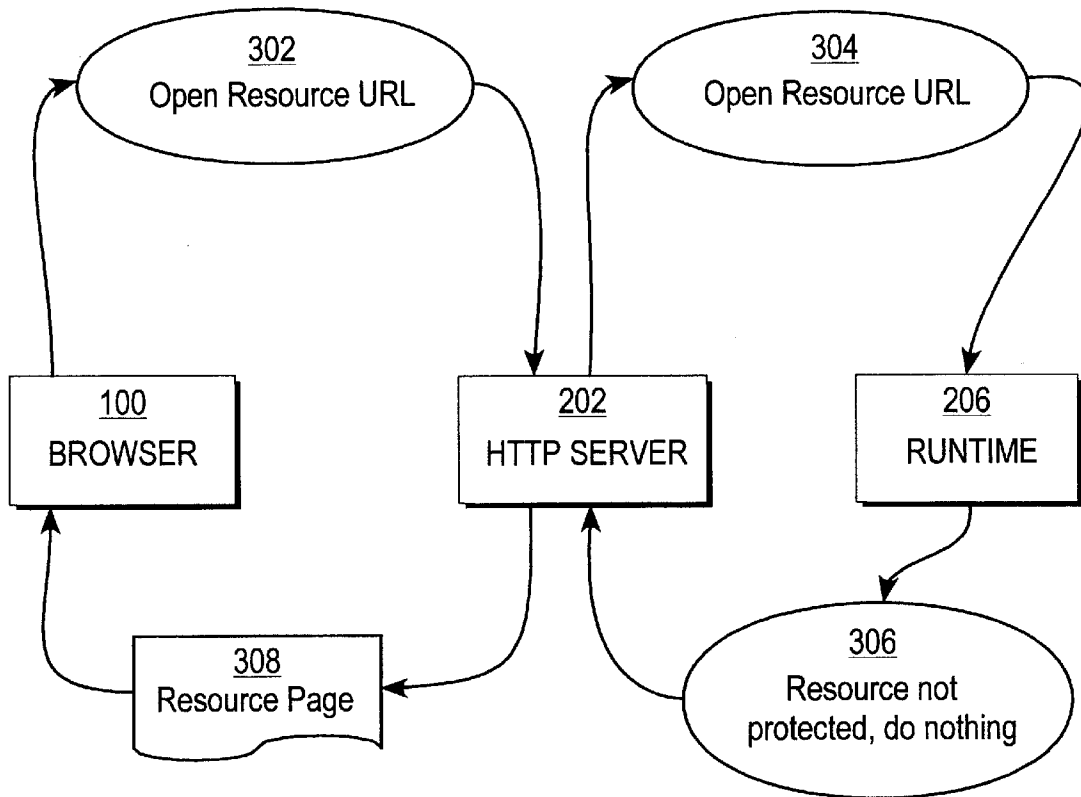 302
Open Resource URL
304
Open Resource URL
100
BROWSER
202
HTTP SERVER
206
RUNTIME
308
Resource Page
306
Resource not
protected, do nothing